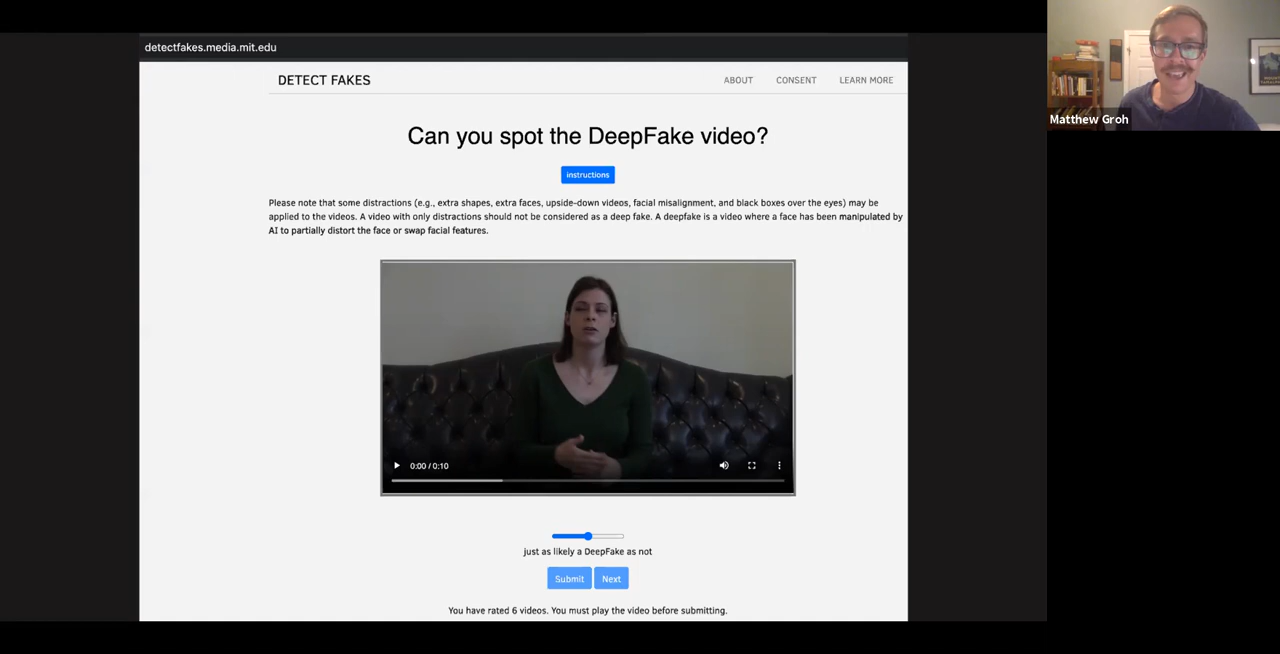 detectfakes.media.mit.edu
DETECT FAKES
ABOUT
CONSENT
LEARN MORE
Matthew Groh
Can you spot the DeepFake video?
instructions
Please note that some distractions (e.g., extra shapes, extra faces, upside-down videos, facial misalignment, and black boxes over the eyes) may be
applied to the videos. A video with only distractions should not be considered as a deep fake. A deepfake is a video where a face has been manipulated by
AI to partially distort the face or swap facial features.
0:00 / 0:10
just as likely a DeepFake as not
Submit
Next
You have rated 6 videos. You must play the video before submitting.